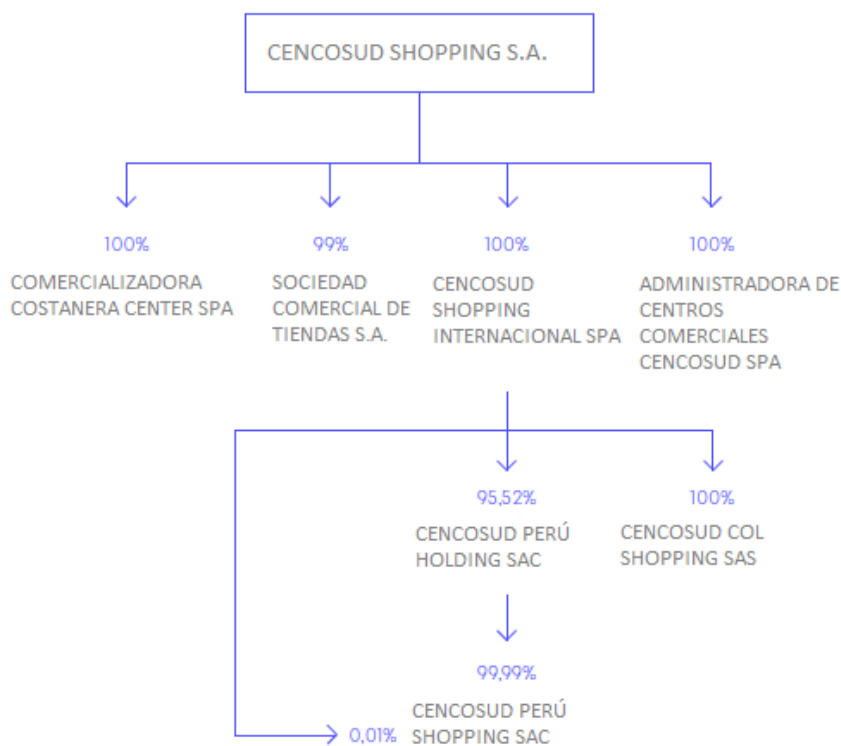 CENCOSUD SHOPPING S.A.
100%
COMERCIALIZADORA
COSTANERA CENTER SPA
99%
SOCIEDAD
COMERCIAL DE
TIENDAS S.A.
100%
CENCOSUD
SHOPPING
INTERNACIONAL SPA
100%
ADMINISTRADORA DE
CENTROS
COMERCIALES
CENCOSUD SPA
95,52%
CENCOSUD PERÚ
HOLDING SAC
100%
CENCOSUD COL
SHOPPING SAS
99,99%
0,01%
CENCOSUD PERÚ
SHOPPING SAC